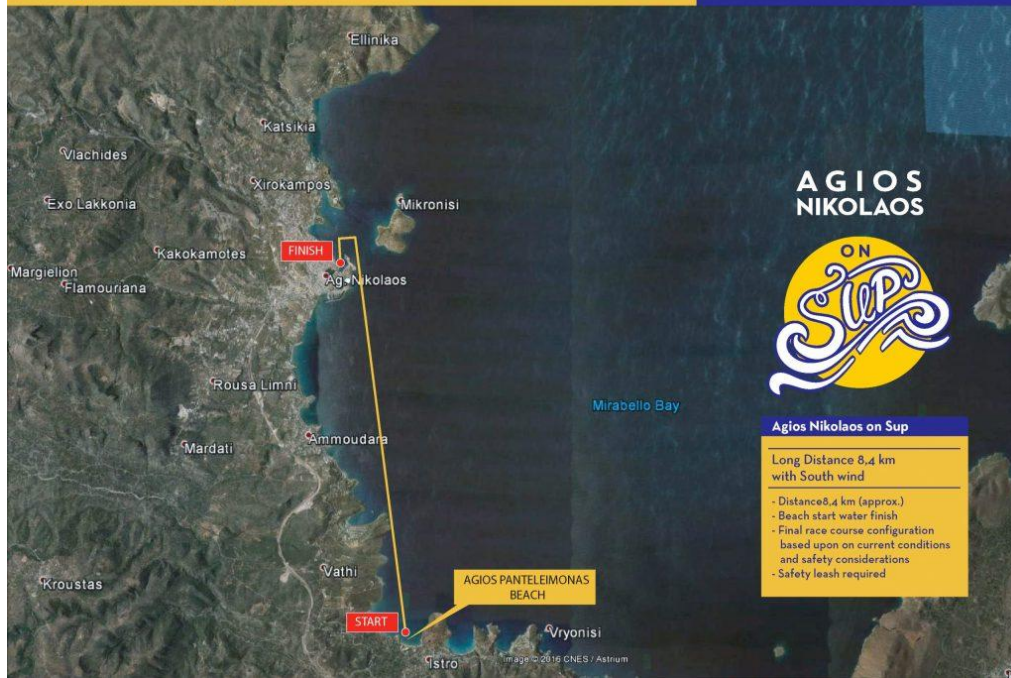 Ellinika
Katsikia
Vlachides
Xirokampos
Exo Lakkonia
Mikronisi
AGIOS
NIKOLAOS
ON
Sup
FINISH
Kakokamotes
Margielion
Ag. Nikolaos
Flamouriana
Rousa Limni
Mirabello Bay
Ammoudara
Mardati
Agios Nikolaos on Sup
Long Distance 8,4 km
with South wind
- Distance8,4 km (approx.)
- Beach start water finish
- Final race course configuration
based upon on current conditions
and safety considerations
- Safety leash required
Vathi
Kroustas
AGIOS PANTELEIMONAS
BEACH
START
Vryonisi
Istro
Image © 2016 CNES / Astrium